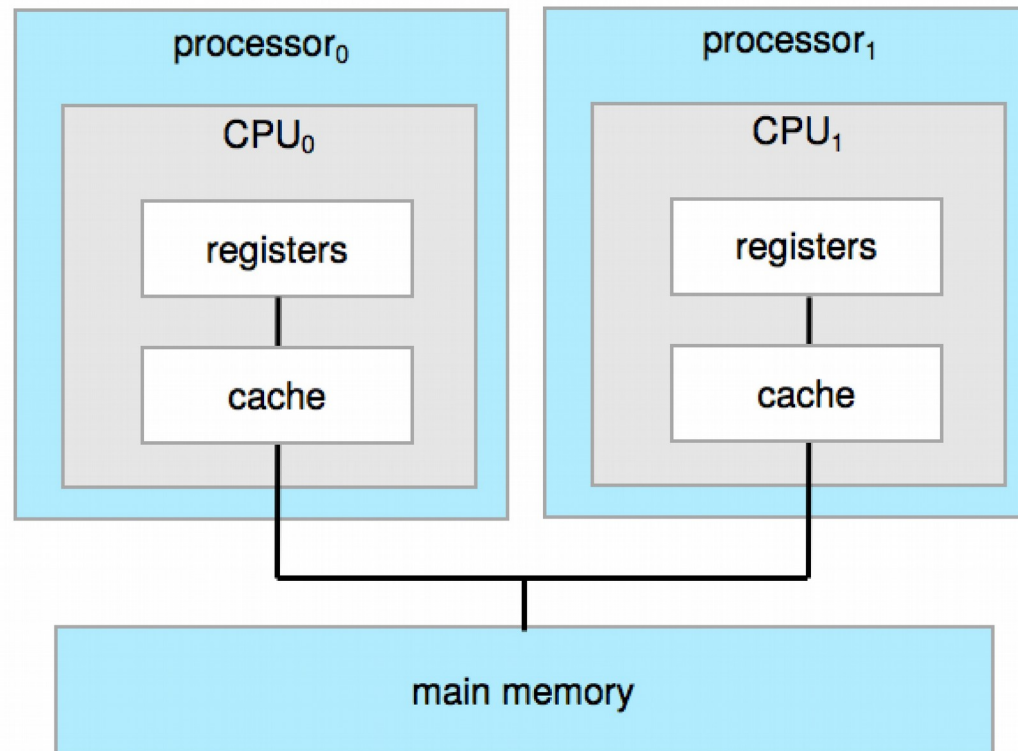 processor₀
processor₁
CPU₀
CPU₁
registers
registers
cache
cache
main memory